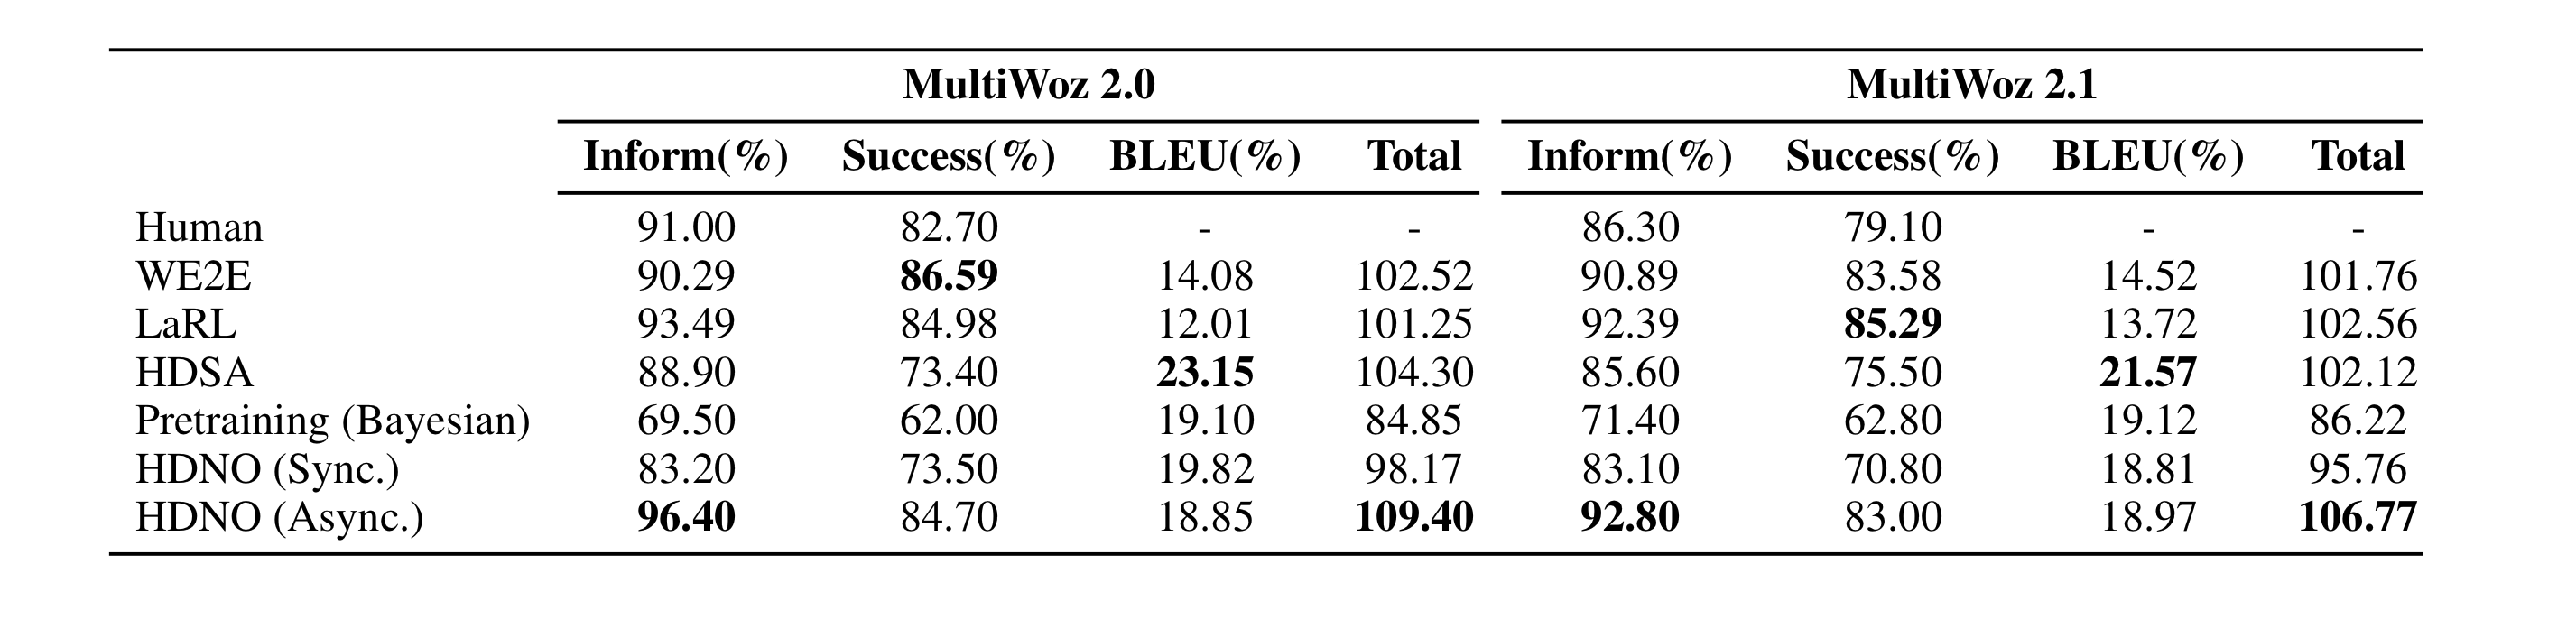 MultiWoz 2.0 MultiWoz 2.1
Inform(%) Success(%) BLEU(%) Total Inform(%) Success(%) BLEU(%) Total
Human 91.00 82.70 - - 86.30 79.10 - -
WE2E 90.29 86.59 14.08 102.52 90.89 83.58 14.52 101.76
LaRL 93.49 84.98 12.01 101.25 92.39 85.29 13.72 102.56
HDSA 88.90 73.40 23.15 104.30 85.60 75.50 21.57 102.12
Pretraining (Bayesian) 69.50 62.00 19.10 84.85 71.40 62.80 19.12 86.22
HDNO (Sync.) 83.20 73.50 19.82 98.17 83.10 70.80 18.81 95.76
HDNO (Async.) 96.40 84.70 18.85 109.40 92.80 83.00 18.97 106.77